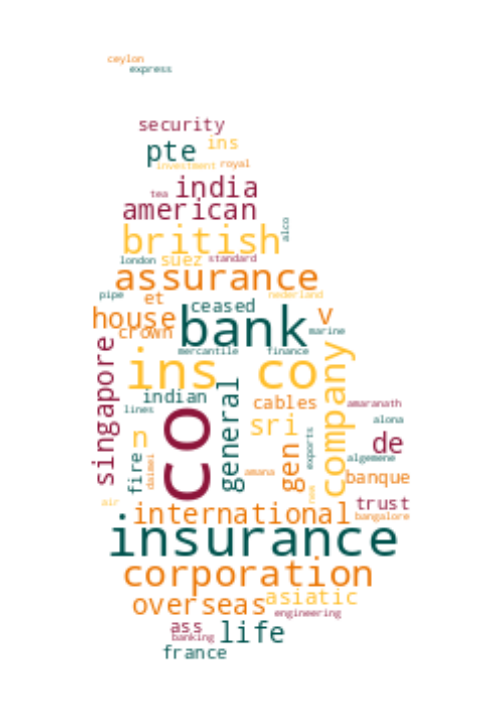 ceylon
express
security
ins
pte
investment royal
tea india
american
alco
british
london suez standard
assurance
pipe et nederland
house ceased v
crown bank marine
mercantile finance
ins co
singapore
indian
company
general
cables amaranath
lines co
sri alona
n
de
fire daimei gen exports algemene
amana banque
air trust
international bangalore
insurance
corporation
overseas asiatic
engineering
ass life
banking
france